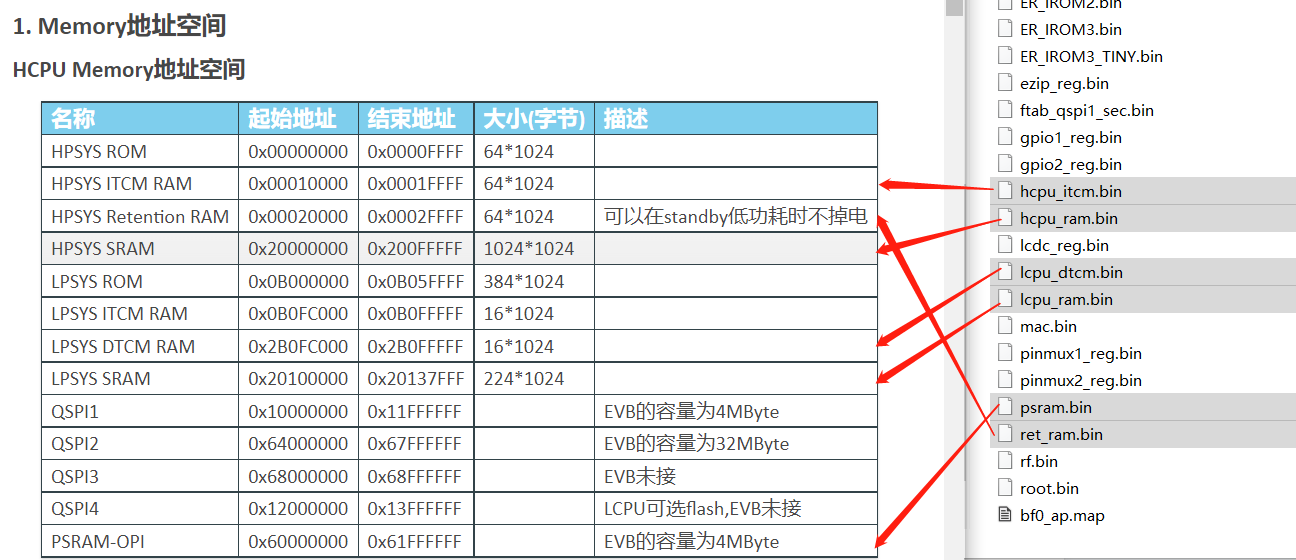 1. Memory地址空间
HCPU Memory地址空间
名称 起始地址 结束地址 大小(字节) 描述
HPSYS ROM 0x00000000 0x0000FFFF 64*1024
HPSYS ITCM RAM 0x00010000 0x0001FFFF 64*1024
HPSYS Retention RAM 0x00020000 0x0002FFFF 64*1024 可以在standby低功耗时不掉电
HPSYS SRAM 0x20000000 0x200FFFFF 1024*1024
LPSYS ROM 0x0B000000 0x0B05FFFF 384*1024
LPSYS ITCM RAM 0x0B0FC000 0x0B0FFFFF 16*1024
LPSYS DTCM RAM 0x2B0FC000 0x2B0FFFFF 16*1024
LPSYS SRAM 0x20100000 0x20137FFF 224*1024
QSPI1 0x10000000 0x11FFFFFF EVB的容量为4MByte
QSPI2 0x64000000 0x67FFFFFF EVB的容量为32MByte
QSPI3 0x68000000 0x68FFFFFF EVB未接
QSPI4 0x12000000 0x13FFFFFF LCPU可选flash,EVB未接
PSRAM-OPI 0x60000000 0x61FFFFFF EVB的容量为4MByte
ER_IROM2.bin
ER_IROM3.bin
ER_IROM3_TINY.bin
ezip_reg.bin
ftab_qspi1_sec.bin
gpio1_reg.bin
gpio2_reg.bin
hcpu_itcm.bin
hcpu_ram.bin
lcdc_reg.bin
lcpu_dtcm.bin
lcpu_ram.bin
mac.bin
pinmux1_reg.bin
pinmux2_reg.bin
psram.bin
ret_ram.bin
rf.bin
root.bin
bf0_ap.map